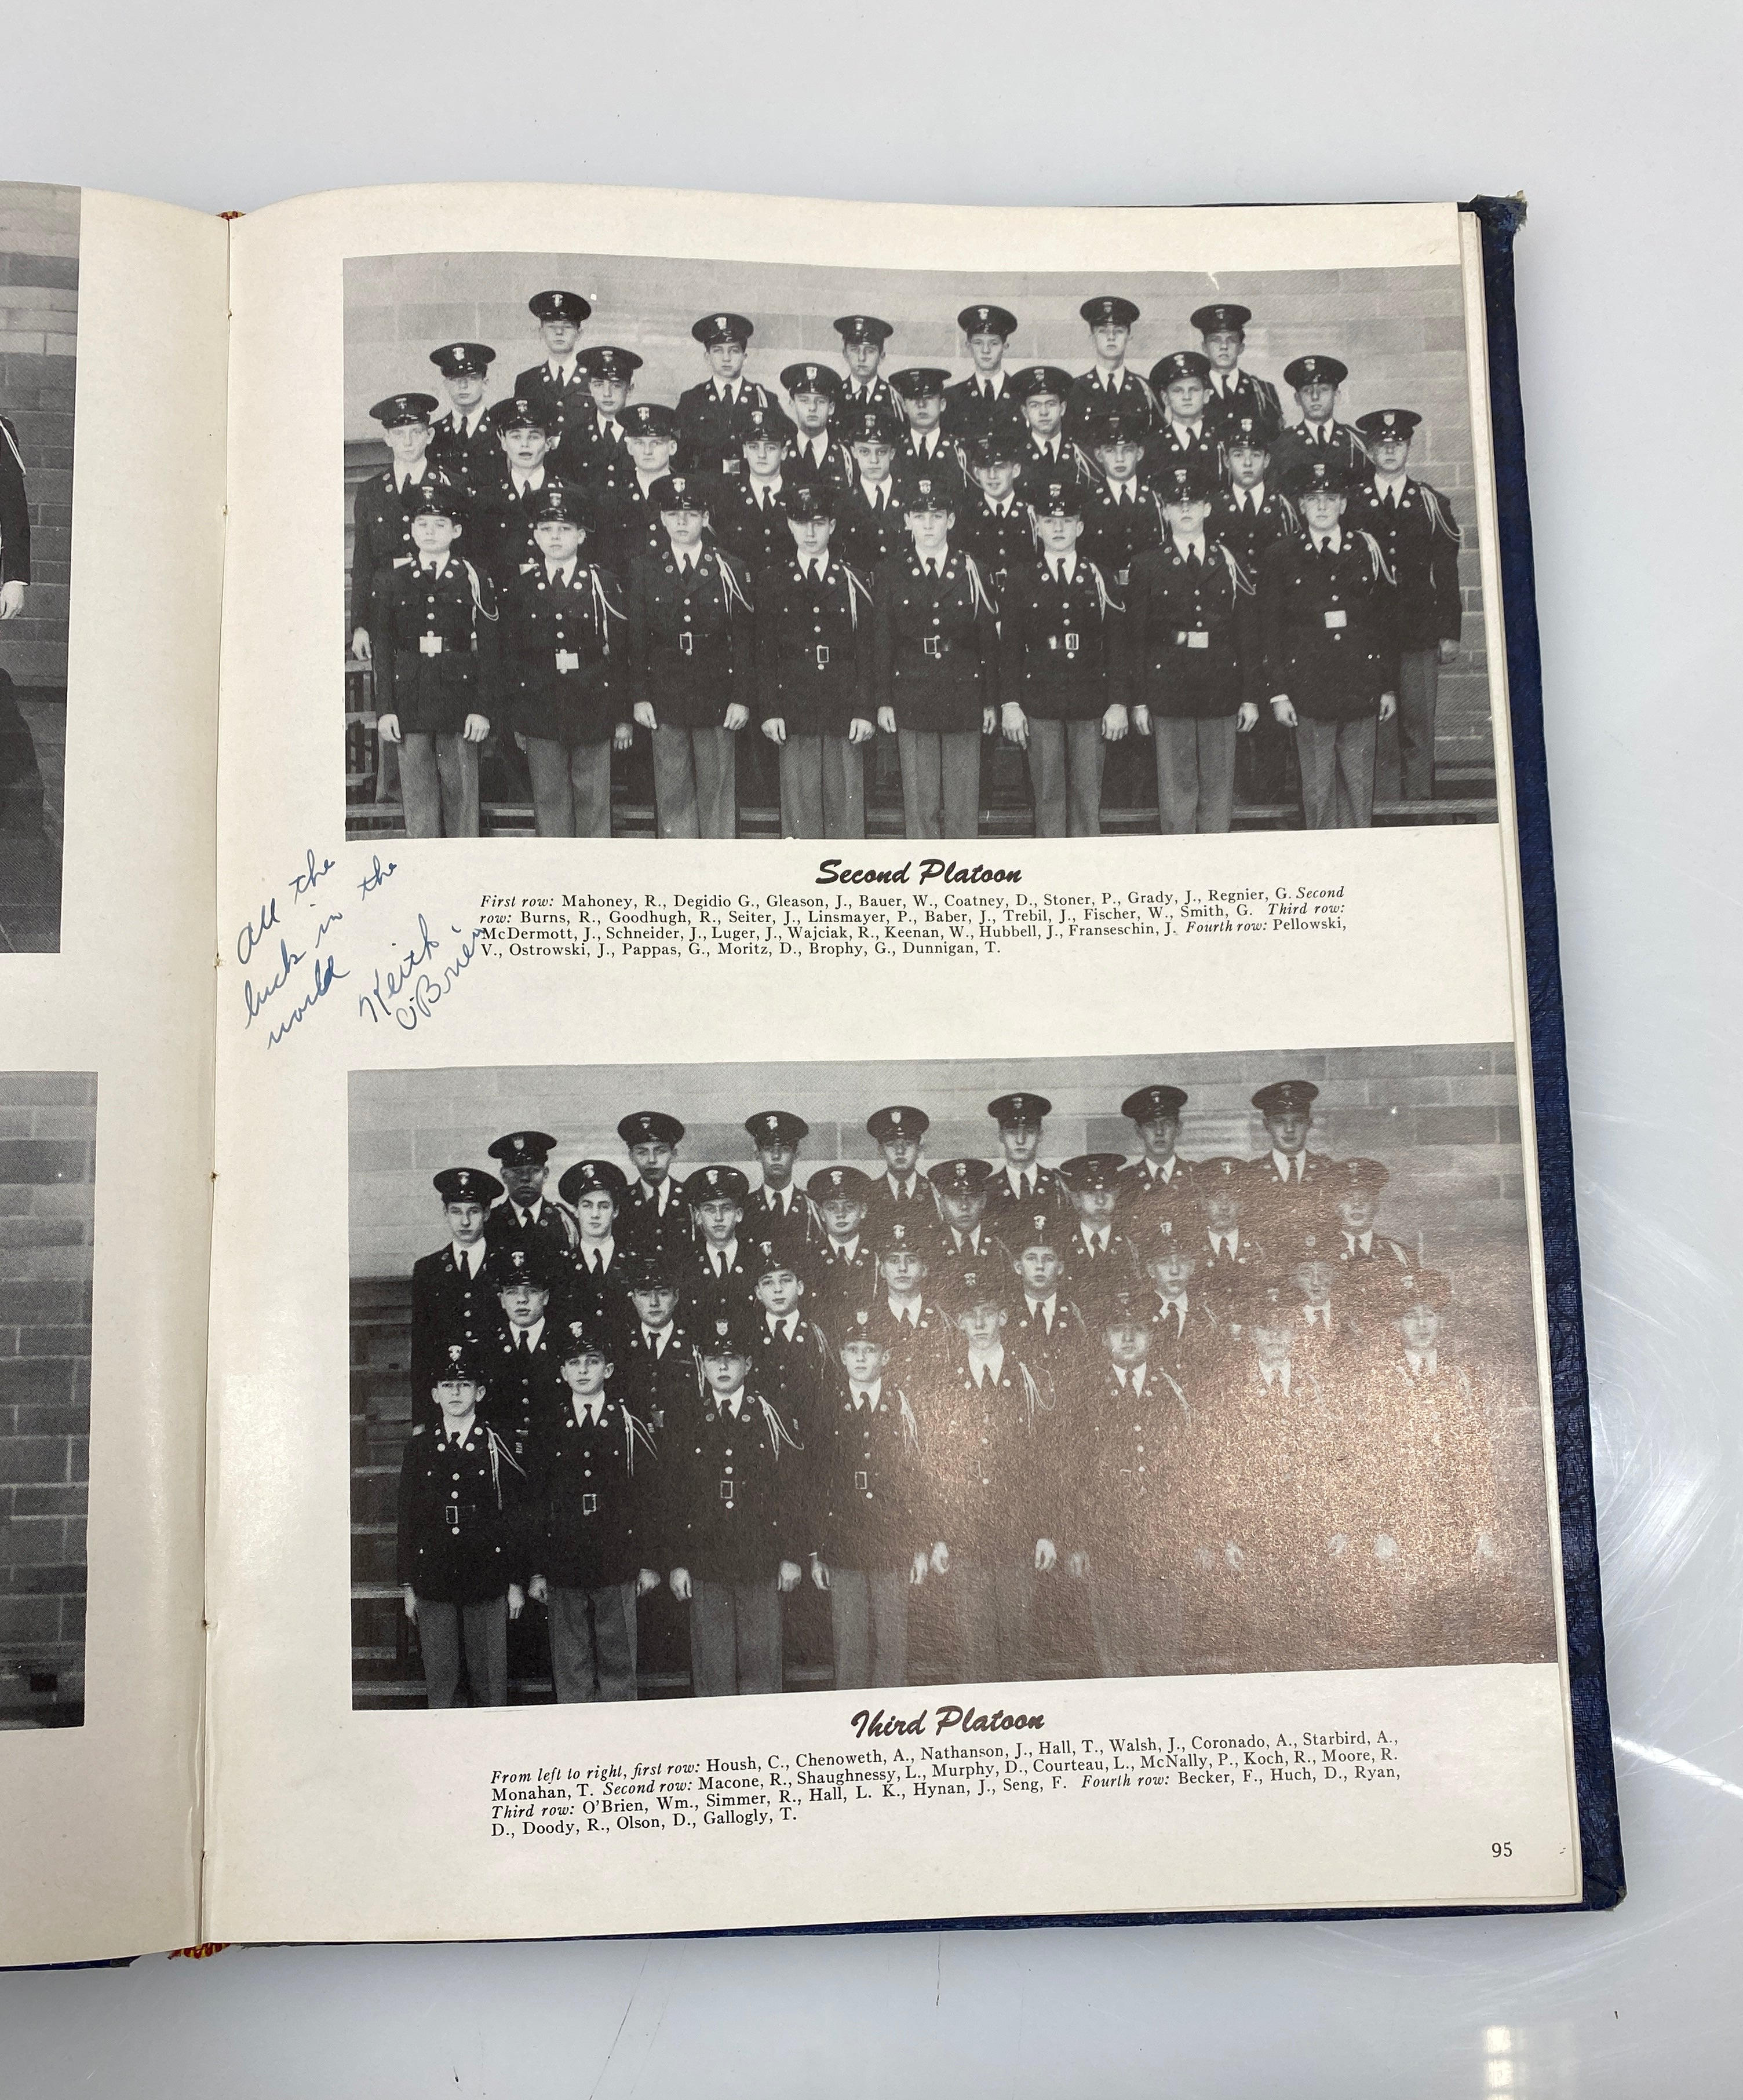 All the
luck in the
world
Keith
O'Brien
Second Platoon
First row: Mahoney, R., Degidio G., Gleason, J., Bauer, W., Coatney, D., Stoner, P., Grady, J., Regnier, G. Second
row: Burns, R., Goodhugh, R., Seiter, J., Linsmayer, P., Baber, J., Trebil, J., Fischer, W., Smith, G. Third row:
McDermott, J., Schneider, J., Luger, J., Wajciak, R., Keenan, W., Hubbell, J., Franseschin, J. Fourth row: Pellowski,
V., Ostrowski, J., Pappas, G., Moritz, D., Brophy, G., Dunnigan, T.
Third Platoon
From left to right, first row: Housh, C., Chenoweth, A., Nathanson, J., Hall, T., Walsh, J., Coronado, A., Starbird, A.,
Monahan, T. Second row: Macone, R., Shaughnessy, L., Murphy, D., Courteau, L., McNally, P., Koch, R., Moore, R.
Third row: O'Brien, Wm., Simmer, R., Hall, L. K., Hynan, J., Seng, F. Fourth row: Becker, F., Huch, D., Ryan,
D., Doody, R., Olson, D., Gallogly, T.
95